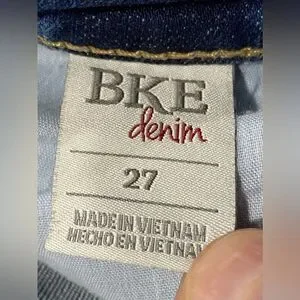 BKE
denim
27
MADE IN VIETNAM
HECHO EN VIETNAM